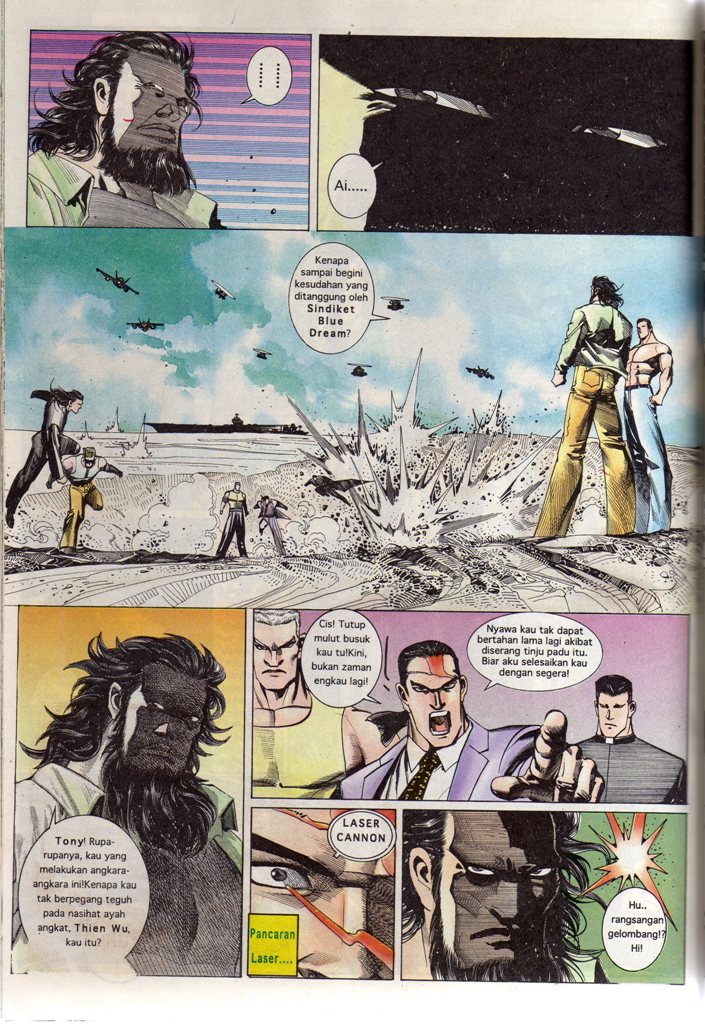 !!!
Ai.....
Kenapa
sampai begini
kesudahan yang
ditanggung oleh
Sindiket
Blue
Dream?
Cis! Tutup
mulut busuk
kau tu!Kini,
bukan zaman
engkau lagi!
Nyawa kau tak dapat
bertahan lama lagi akibat
diserang tinju padu itu.
Biar aku selesaikan kau
dengan segera!
Tony! Rupa-
rupanya, kau yang
melakukan angkara-
angkara ini!Kenapa kau
tak berpegang teguh
pada nasihat ayah
angkat, Thien Wu,
kau itu?
LASER
CANNON
Pancaran
Laser....
Hu..
rangsangan
gelombang!?
Hi!